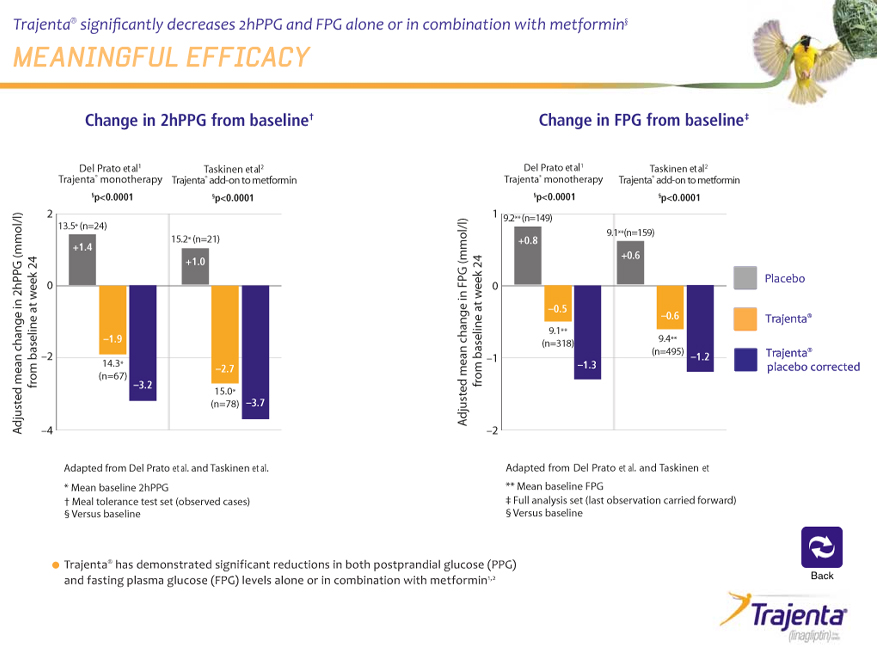 Trajenta® significantly decreases 2hPPG and FPG alone or in combination with metformin§
MEANINGFUL EFFICACY
Change in 2hPPG from baseline†
Del Prato et al¹
Trajenta® monotherapy
§p<0.0001
Taskinen et al²
Trajenta® add-on to metformin
§p<0.0001
Adjusted mean change in 2hPPG (mmol/l)
from baseline at week 24
2
0
–2
–4
13.5* (n=24)
+1.4
–1.9
14.3*
(n=67)
–3.2
15.2* (n=21)
+1.0
–2.7
15.0*
(n=78)
–3.7
Adapted from Del Prato et al. and Taskinen et al.
* Mean baseline 2hPPG
† Meal tolerance test set (observed cases)
§ Versus baseline
Change in FPG from baseline‡
Del Prato et al¹
Trajenta® monotherapy
§p<0.0001
Taskinen et al²
Trajenta® add-on to metformin
§p<0.0001
Adjusted mean change in FPG (mmol/l)
from baseline at week 24
1
0
–1
–2
9.2** (n=149)
+0.8
–0.5
9.1**
(n=318)
–1.3
9.1**(n=159)
+0.6
–0.6
9.4**
(n=495)
–1.2
Placebo
Trajenta®
Trajenta®
placebo corrected
Adapted from Del Prato et al. and Taskinen et
** Mean baseline FPG
‡ Full analysis set (last observation carried forward)
§ Versus baseline
Trajenta® has demonstrated significant reductions in both postprandial glucose (PPG)
and fasting plasma glucose (FPG) levels alone or in combination with metformin¹,²
Back
Trajenta®
(linagliptin)